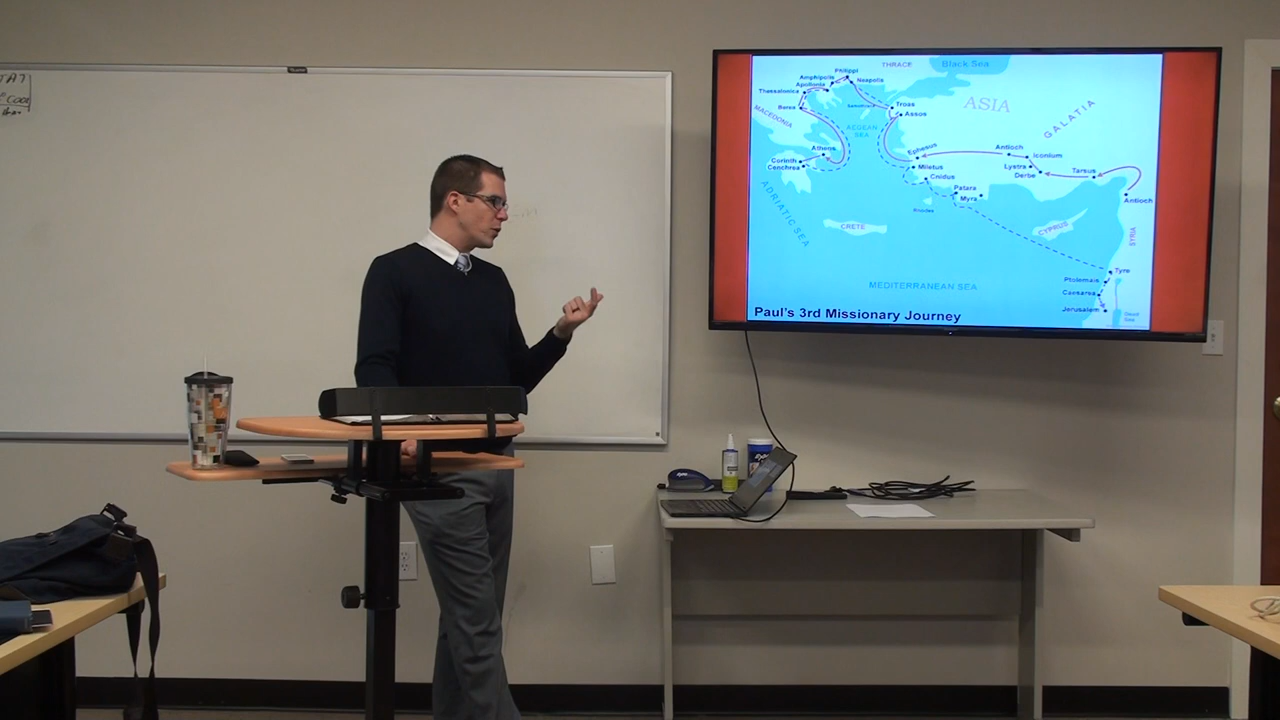 THRACE
Black Sea
Philippi
Amphipolis
Neapolis
Apollonia
Thessalonica
Berea
Samothrace
Troas
Assos
ASIA
GALATIA
MACEDONIA
AEGEAN
SEA
Athens
Corinth
Cenchrea
Ephesus
Miletus
Cnidus
Antioch
Iconium
Lystra
Derbe
Tarsus
Antioch
Patara
Myra
Rhodes
ADRIATIC SEA
CRETE
CYPRUS
SYRIA
Tyre
Ptolemais
Caesarea
Jerusalem
MEDITERRANEAN SEA
Paul's 3rd Missionary Journey